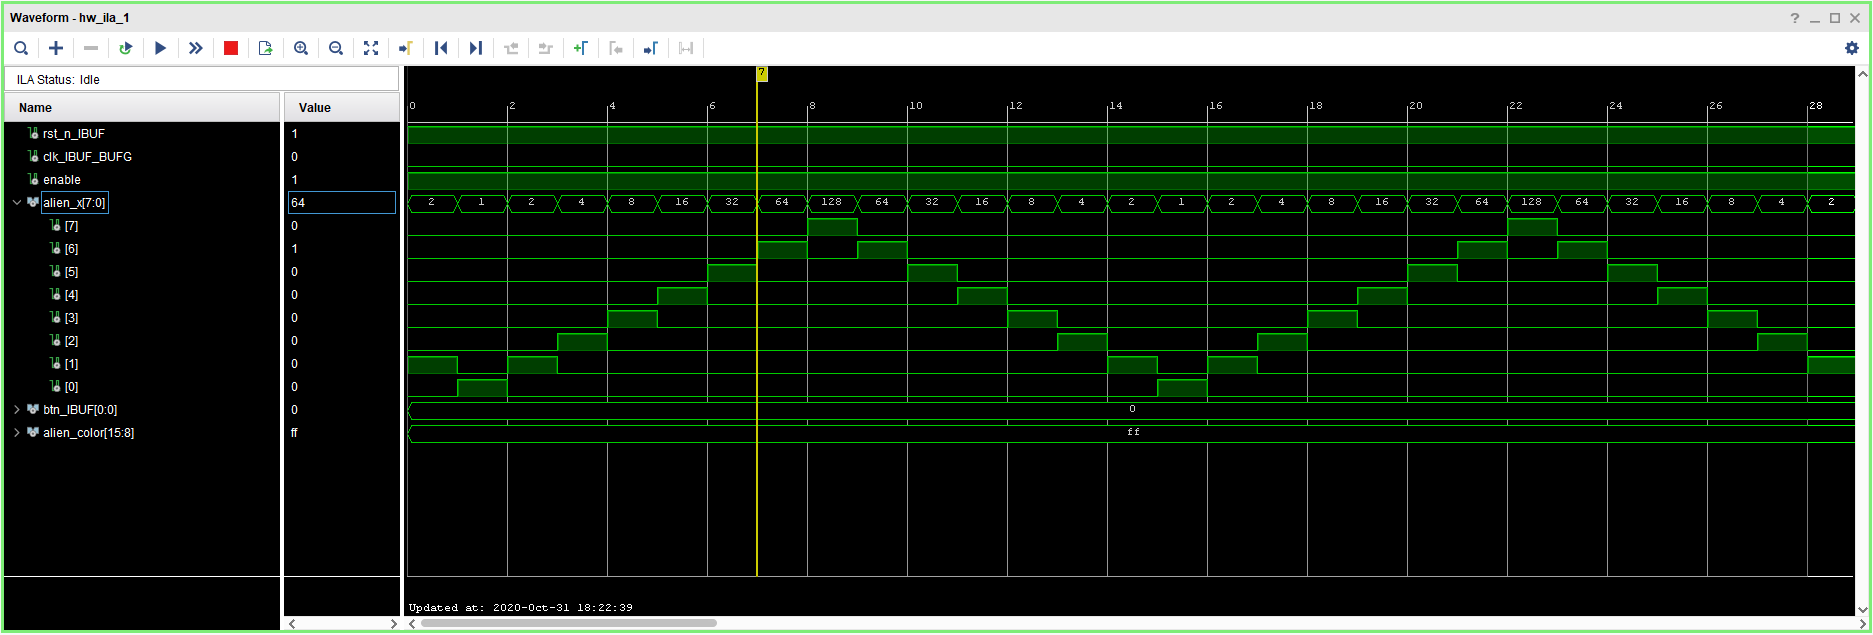 Waveform - hw_ila_1
ILA Status: Idle
Name Value
7
0 2 4 6 8 10 12 14 16 18 20 22 24 26 28
rst_n_IBUF 1
clk_IBUF_BUFG 0
enable 1
alien_x[7:0] 64 2 1 2 4 8 16 32 64 128 64 32 16 8 4 2 1 2 4 8 16 32 64 128 64 32 16 8 4 2
[7] 0
[6] 1
[5] 0
[4] 0
[3] 0
[2] 0
[1] 0
[0] 0
btn_IBUF[0:0] 0 0
alien_color[15:8] ff ff
Updated at: 2020-Oct-31 18:22:39